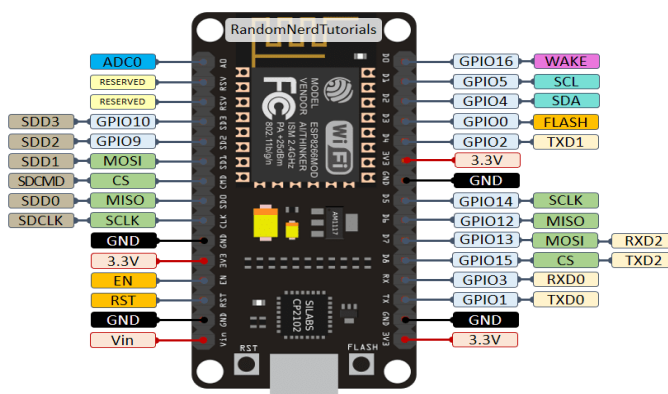 RandomNerdTutorials
ADC0 A0
RESERVED RSV
RESERVED RSV
SDD3 GPIO10 SD3
SDD2 GPIO9 SD2
SDD1 MOSI SD1
SDCMD CS CMD
SDD0 MISO SD0
SDCLK SCLK CLK
GND GND
3.3V 3V3
EN EN
RST RST
GND GND
Vin Vin
MODEL ESP8266MOD
VENDOR AI/THINKER
ISM 2.4GHz
PA +25dBm
802.11b/g/n
FC
WiFi
AM1117
SILABS
CP2102
RST
FLASH
D0 GPIO16 WAKE
D1 GPIO5 SCL
D2 GPIO4 SDA
D3 GPIO0 FLASH
D4 GPIO2 TXD1
3V3 3.3V
GND GND
D5 GPIO14 SCLK
D6 GPIO12 MISO
D7 GPIO13 MOSI RXD2
D8 GPIO15 CS TXD2
RX GPIO3 RXD0
TX GPIO1 TXD0
GND GND
3V3 3.3V